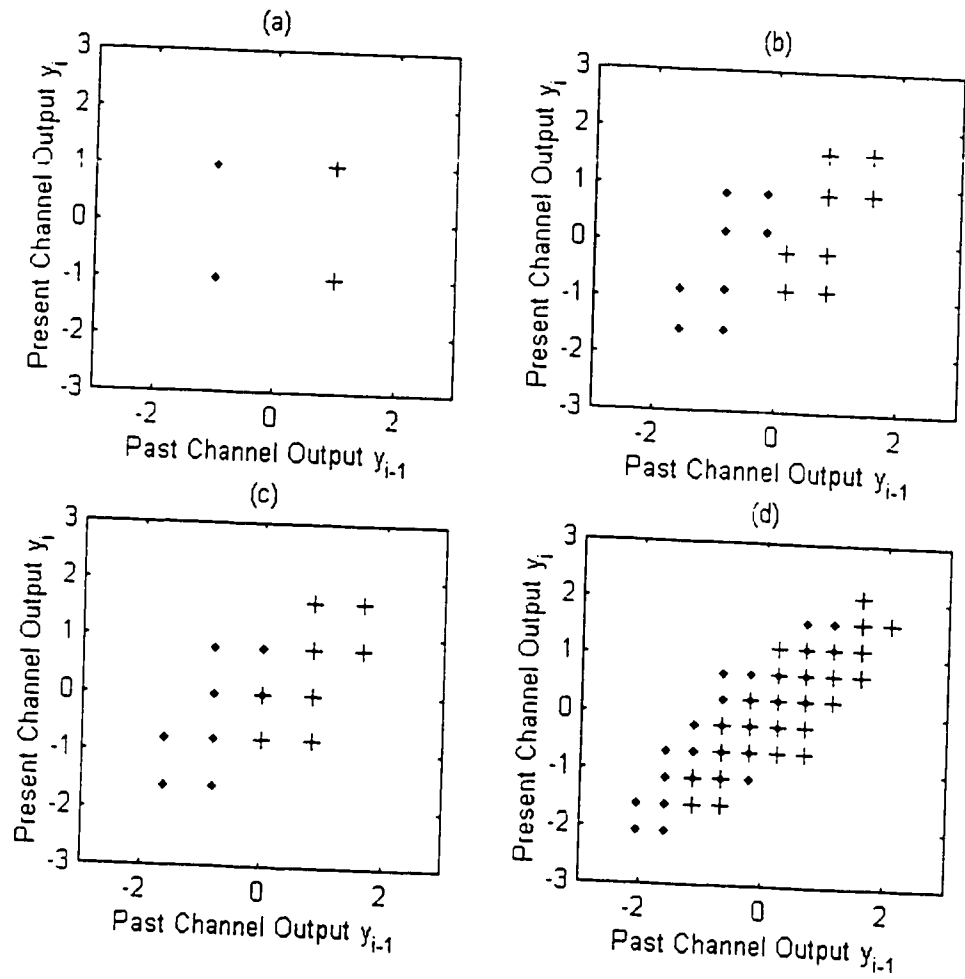 (a)
3
2
1
0
-1
-2
-3
Present Channel Output y_i
-2 0 2
Past Channel Output y_{i-1}
(b)
3
2
1
0
-1
-2
-3
Present Channel Output y_i
-2 0 2
Past Channel Output y_{i-1}
(c)
3
2
1
0
-1
-2
-3
Present Channel Output y_i
-2 0 2
Past Channel Output y_{i-1}
(d)
3
2
1
0
-1
-2
-3
Present Channel Output y_i
-2 0 2
Past Channel Output y_{i-1}